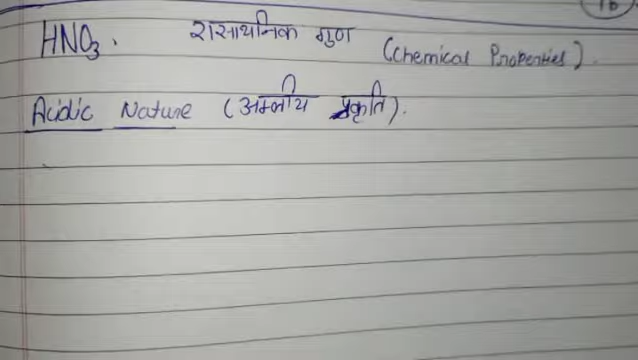 HNO3. रासायनिक गुण (Chemical Properties).
Acidic Nature (अम्लीय प्रकृति).